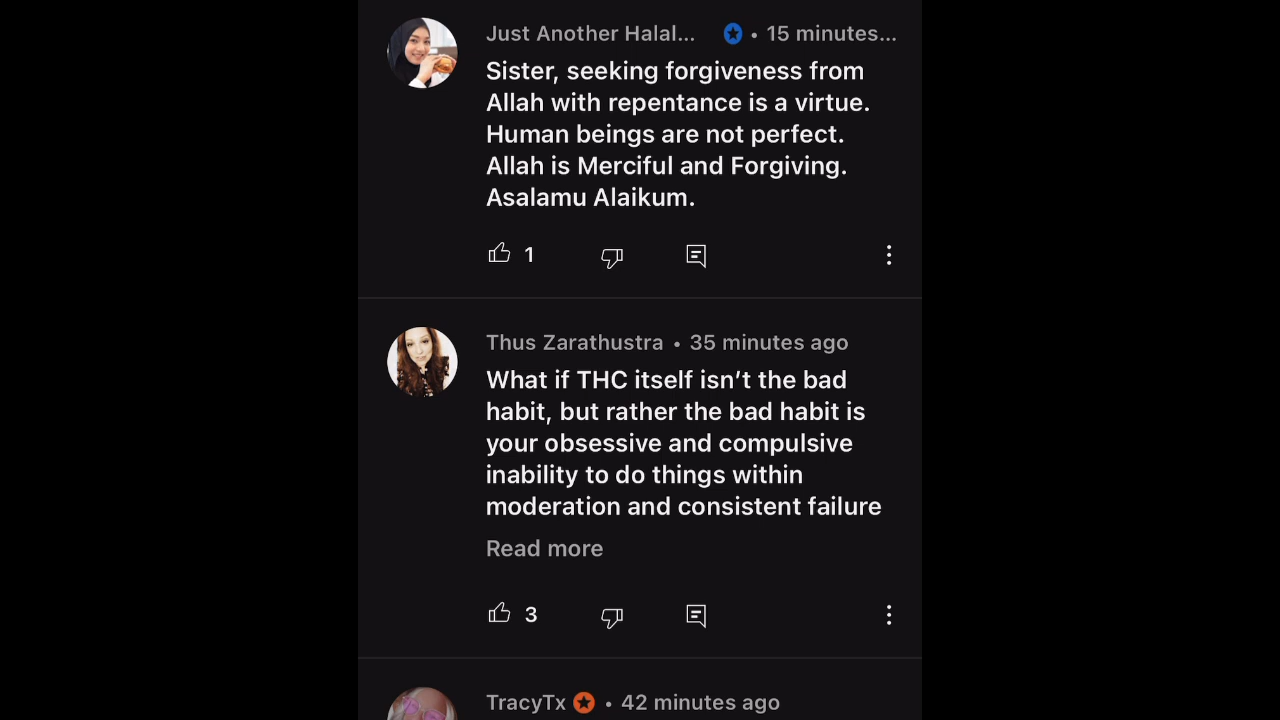 Just Another Halal... • 15 minutes...
Sister, seeking forgiveness from
Allah with repentance is a virtue.
Human beings are not perfect.
Allah is Merciful and Forgiving.
Asalamu Alaikum.
1
Thus Zarathustra • 35 minutes ago
What if THC itself isn’t the bad
habit, but rather the bad habit is
your obsessive and compulsive
inability to do things within
moderation and consistent failure
Read more
3
TracyTx • 42 minutes ago